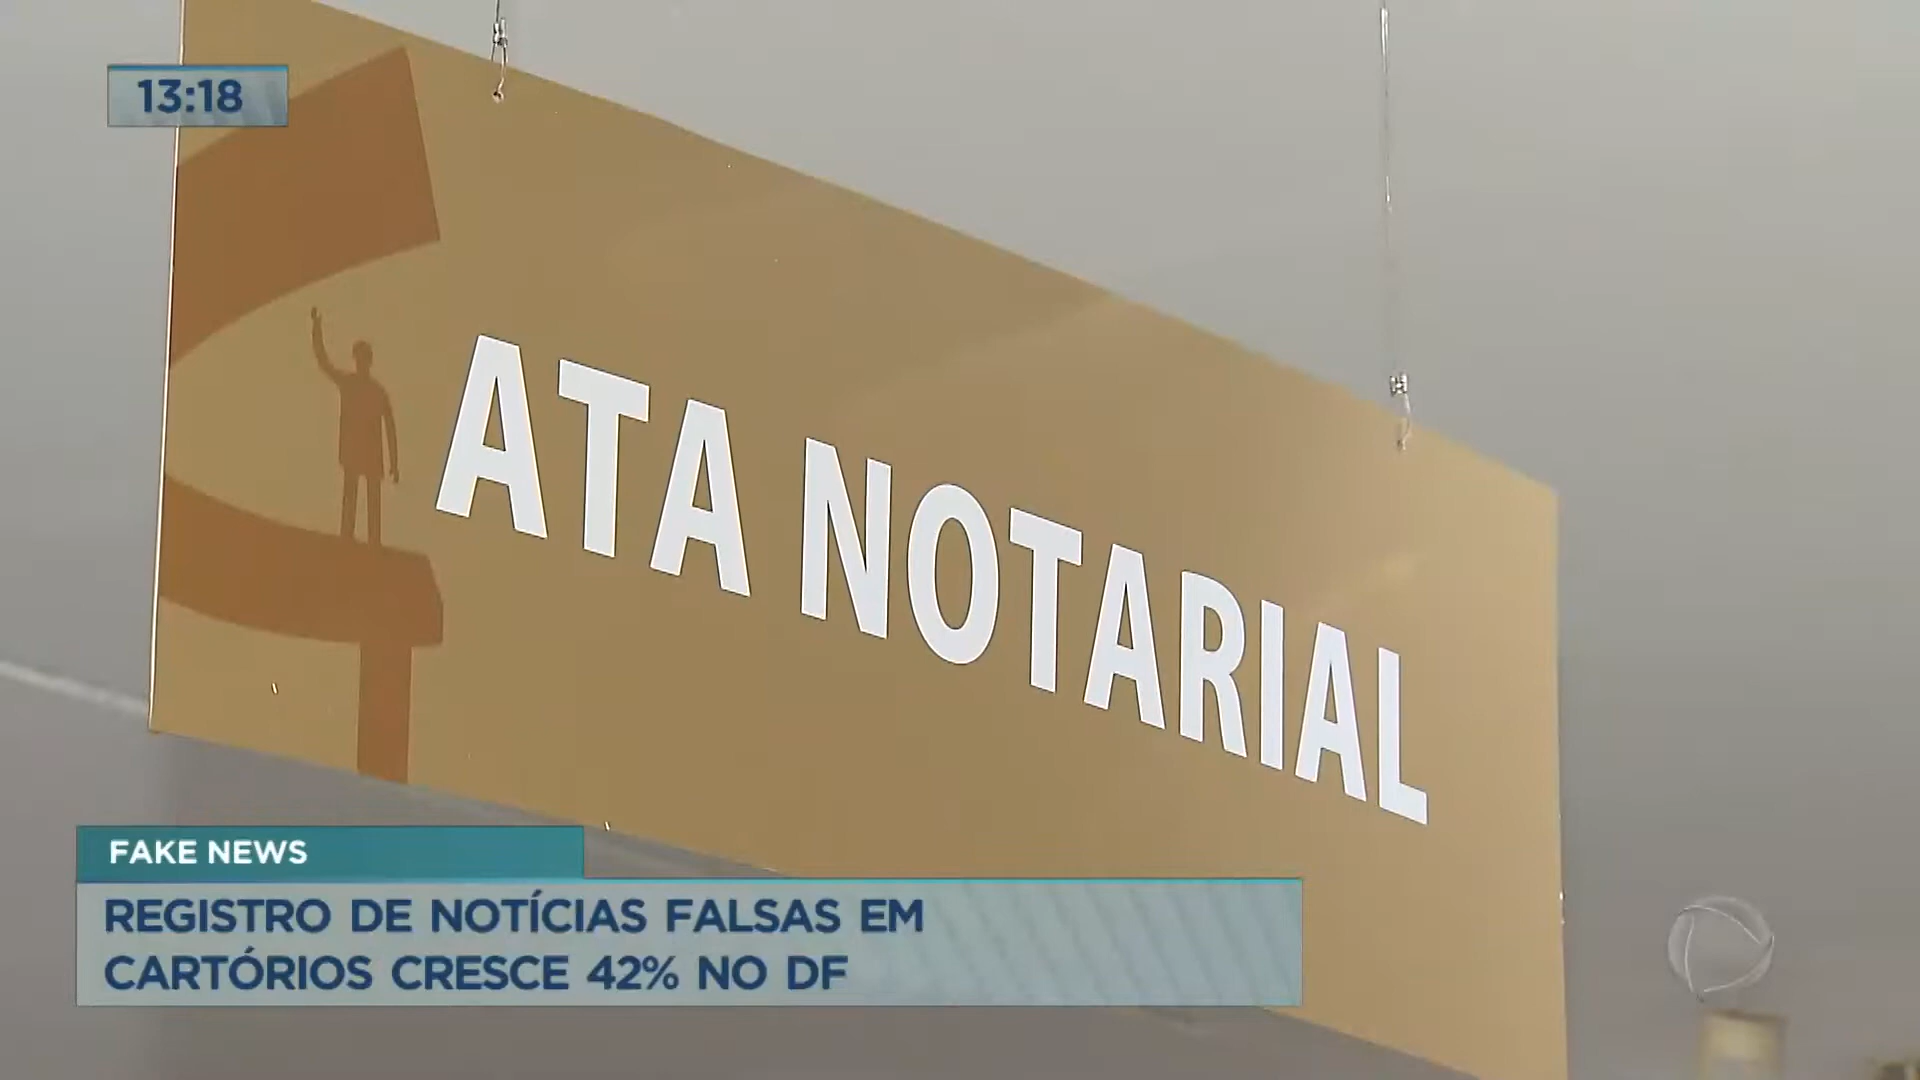 13:18
ATA NOTARIAL
FAKE NEWS
REGISTRO DE NOTÍCIAS FALSAS EM
CARTÓRIOS CRESCE 42% NO DF